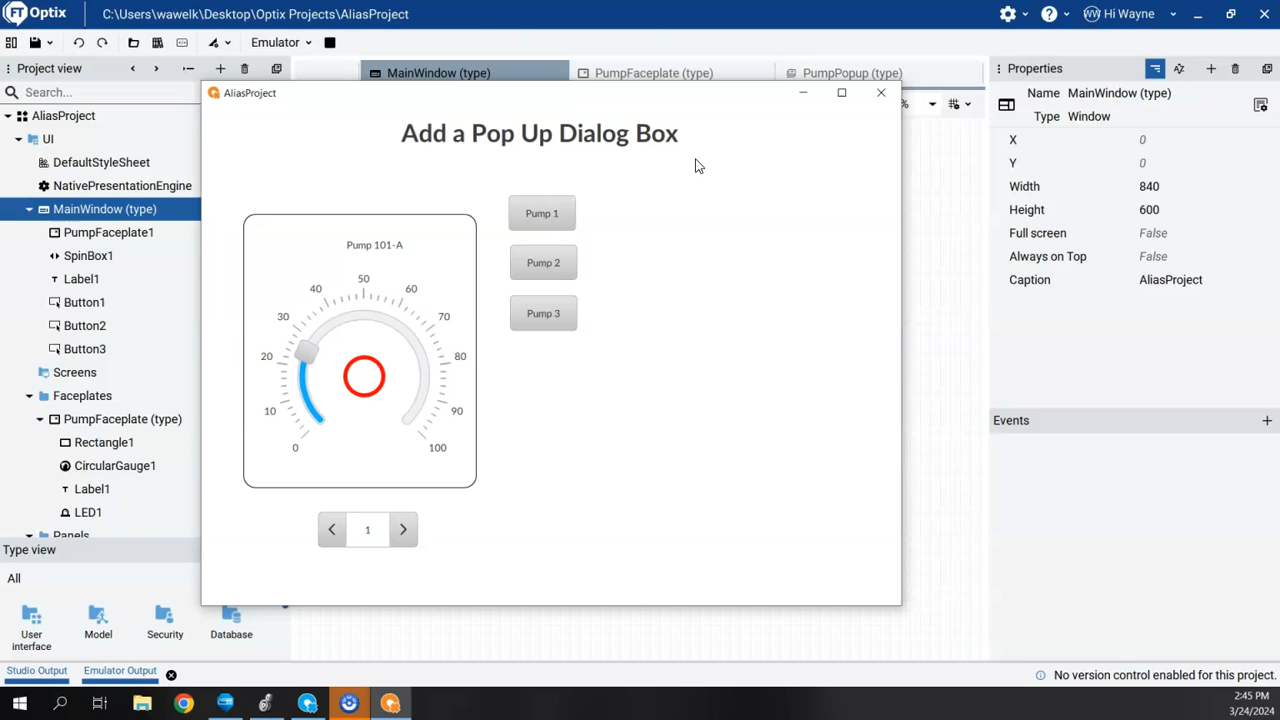 FT Optix C:\Users\wawelk\Desktop\Optix Projects\AliasProject WW Hi Wayne
Emulator
Project view
MainWindow (type) PumpFaceplate (type) PumpPopup (type)
Properties
Search...
%
AliasProject
UI
DefaultStyleSheet
NativePresentationEngine
MainWindow (type)
PumpFaceplate1
SpinBox1
Label1
Button1
Button2
Button3
Screens
Faceplates
PumpFaceplate (type)
Rectangle1
CircularGauge1
Label1
LED1
Panels
Type view
All
User interface
Model
Security
Database
AliasProject
Add a Pop Up Dialog Box
Pump 101-A
0
10
20
30
40
50
60
70
80
90
100
1
Pump 1
Pump 2
Pump 3
Name MainWindow (type)
Type Window
X 0
Y 0
Width 840
Height 600
Full screen False
Always on Top False
Caption AliasProject
Events
Studio Output Emulator Output
No version control enabled for this project.
2:45 PM
3/24/2024